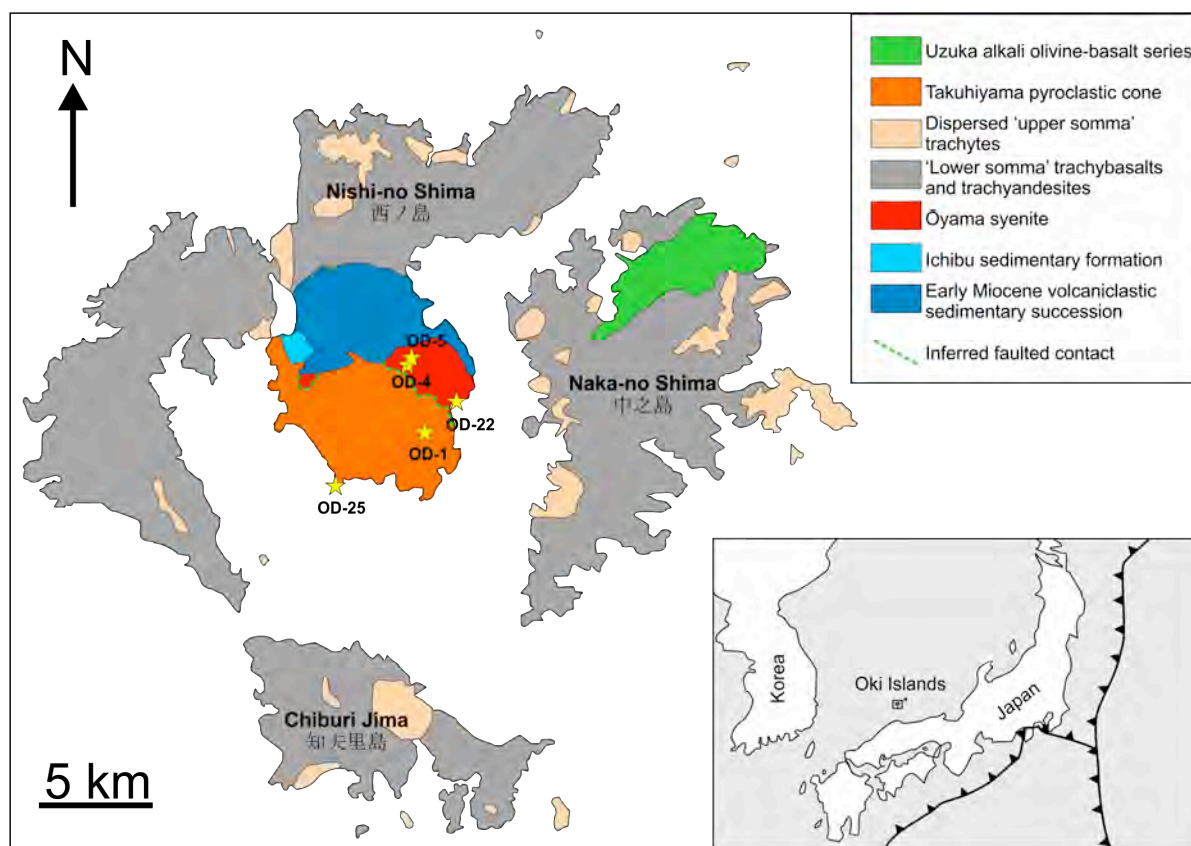 N
Nishi-no Shima
西ノ島
OD-5
OD-4
OD-22
OD-1
OD-25
Naka-no Shima
中之島
Chiburi Jima
知夫里島
5 km
Uzuka alkali olivine-basalt series
Takuhiyama pyroclastic cone
Dispersed ‘upper somma’
trachytes
‘Lower somma’ trachybasalts
and trachyandesites
Ōyama syenite
Ichibu sedimentary formation
Early Miocene volcaniclastic
sedimentary succession
Inferred faulted contact
Korea
Oki Islands
Japan